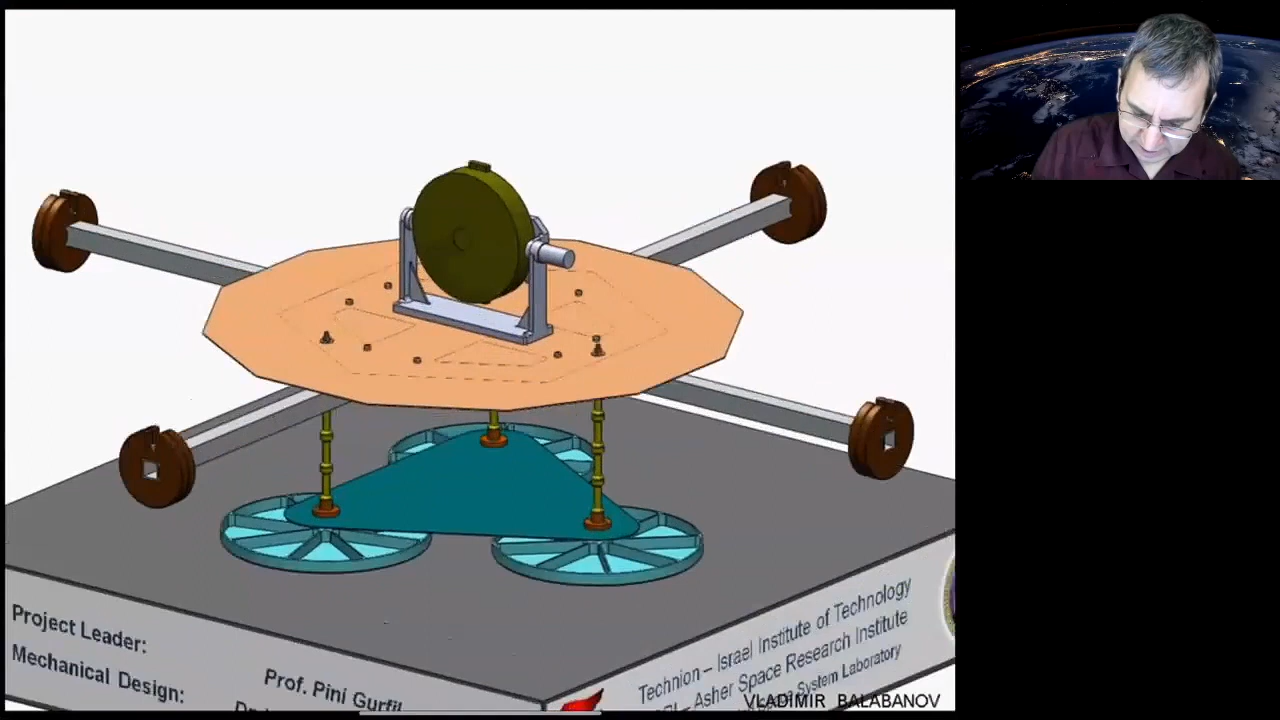 Project Leader:
Mechanical Design:
Prof. Pini Gurfil
Technion – Israel Institute of Technology
– Asher Space Research Institute
System Laboratory
VLADIMIR BALABANOV